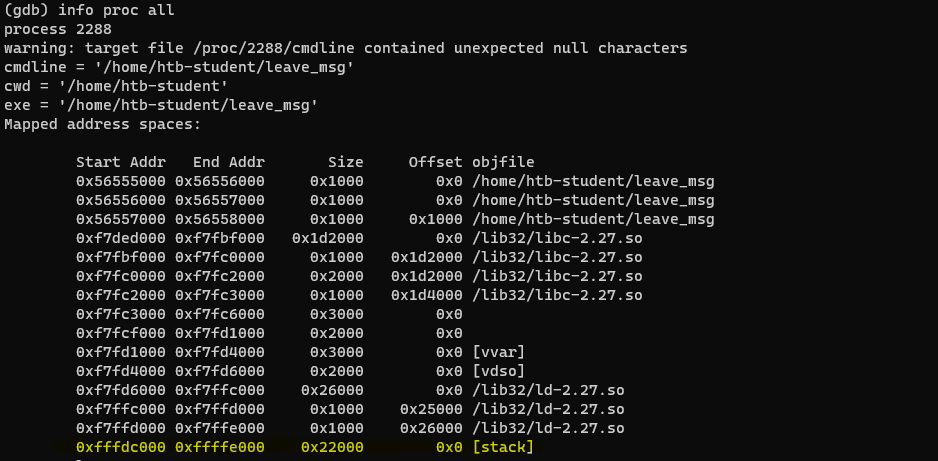 (gdb) info proc all
process 2288
warning: target file /proc/2288/cmdline contained unexpected null characters
cmdline = '/home/htb-student/leave_msg'
cwd = '/home/htb-student'
exe = '/home/htb-student/leave_msg'
Mapped address spaces:
Start Addr End Addr Size Offset objfile
0x56555000 0x56556000 0x1000 0x0 /home/htb-student/leave_msg
0x56556000 0x56557000 0x1000 0x0 /home/htb-student/leave_msg
0x56557000 0x56558000 0x1000 0x1000 /home/htb-student/leave_msg
0xf7ded000 0xf7fbf000 0x1d2000 0x0 /lib32/libc-2.27.so
0xf7fbf000 0xf7fc0000 0x1000 0x1d2000 /lib32/libc-2.27.so
0xf7fc0000 0xf7fc2000 0x2000 0x1d2000 /lib32/libc-2.27.so
0xf7fc2000 0xf7fc3000 0x1000 0x1d4000 /lib32/libc-2.27.so
0xf7fc3000 0xf7fc6000 0x3000 0x0
0xf7fcf000 0xf7fd1000 0x2000 0x0
0xf7fd1000 0xf7fd4000 0x3000 0x0 [vvar]
0xf7fd4000 0xf7fd6000 0x2000 0x0 [vdso]
0xf7fd6000 0xf7ffc000 0x26000 0x0 /lib32/ld-2.27.so
0xf7ffc000 0xf7ffd000 0x1000 0x25000 /lib32/ld-2.27.so
0xf7ffd000 0xf7ffe000 0x1000 0x26000 /lib32/ld-2.27.so
0xfffdc000 0xffffe000 0x22000 0x0 [stack]